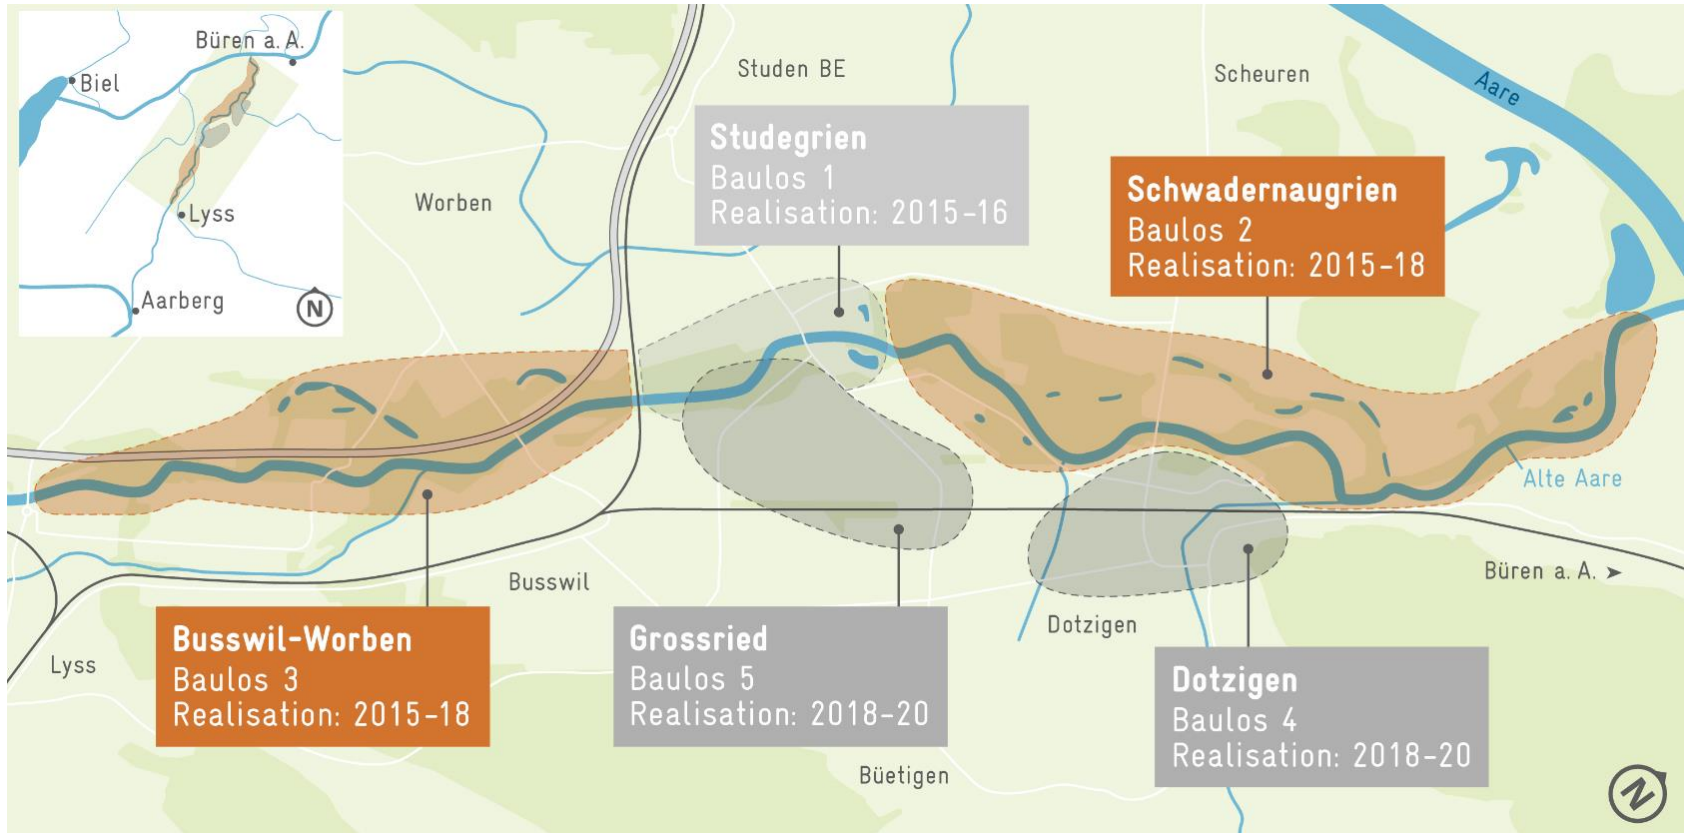 Büren a. A.
Biel
Lyss
Aarberg
N
Studen BE
Scheuren
Aare
Worben
Studegrien
Baulos 1
Realisation: 2015-16
Schwadernaugrien
Baulos 2
Realisation: 2015-18
Alte Aare
Büren a. A. ➤
Busswil
Dotzigen
Lyss
Busswil-Worben
Baulos 3
Realisation: 2015-18
Grossried
Baulos 5
Realisation: 2018-20
Dotzigen
Baulos 4
Realisation: 2018-20
Büetigen
N